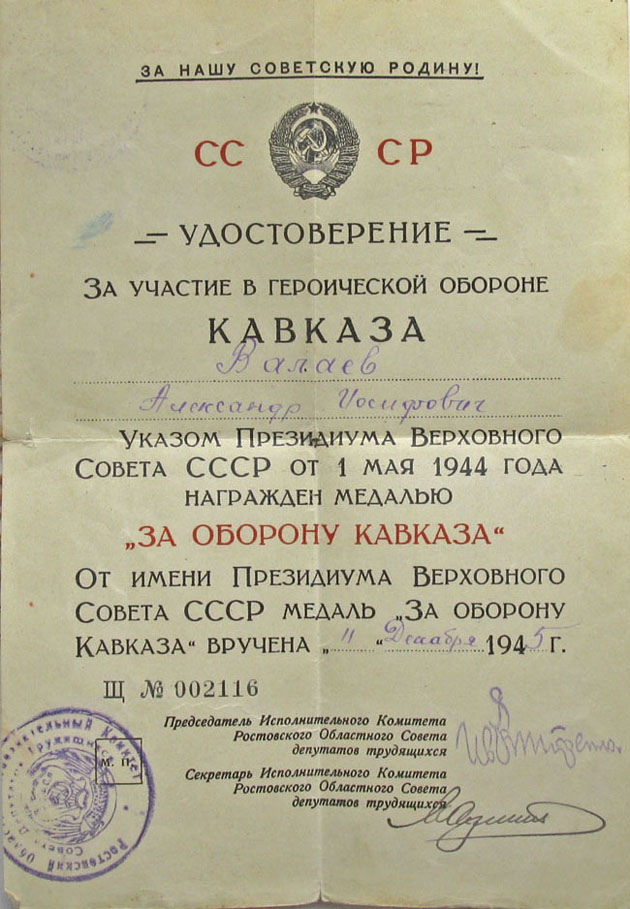 ЗА НАШУ СОВЕТСКУЮ РОДИНУ!
СС СР
УДОСТОВЕРЕНИЕ
ЗА УЧАСТИЕ В ГЕРОИЧЕСКОЙ ОБОРОНЕ
КАВКАЗА
Валаев
Александр Иосифович
УКАЗОМ ПРЕЗИДИУМА ВЕРХОВНОГО
СОВЕТА СССР ОТ 1 МАЯ 1944 ГОДА
НАГРАЖДЕН МЕДАЛЬЮ
„ЗА ОБОРОНУ КАВКАЗА“
ОТ ИМЕНИ ПРЕЗИДИУМА ВЕРХОВНОГО
СОВЕТА СССР МЕДАЛЬ „ЗА ОБОРОНУ
КАВКАЗА“ ВРУЧЕНА „11“ Декабря 1945 г.
Щ № 002116
Председатель Исполнительного Комитета
Ростовского Областного Совета
депутатов трудящихся
Секретарь Исполнительного Комитета
Ростовского Областного Совета
депутатов трудящихся
М. П.